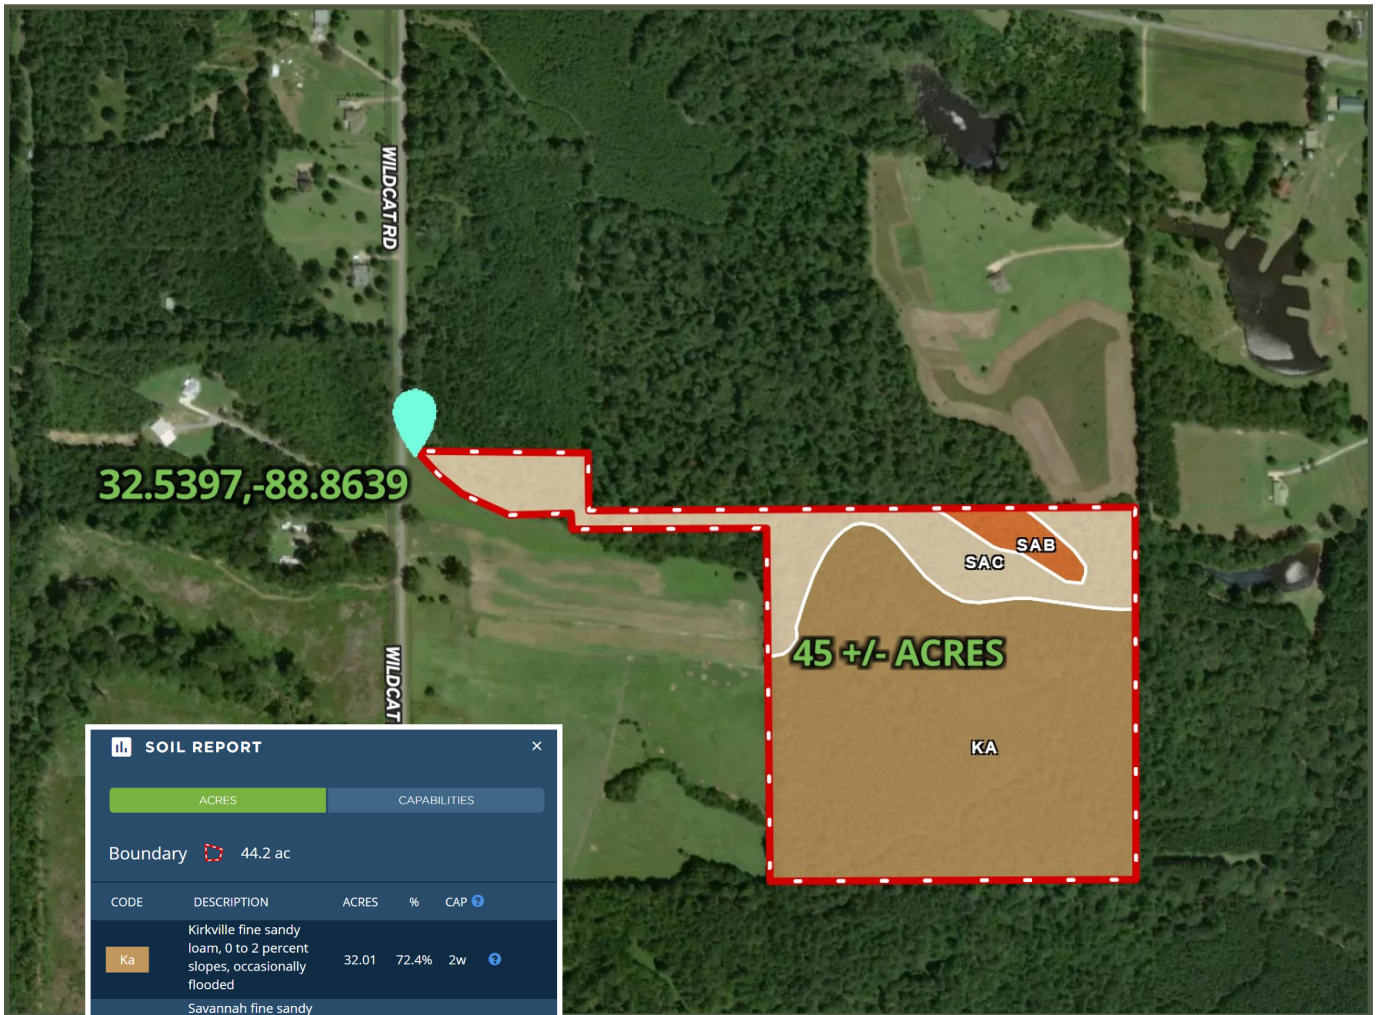 WILDCAT RD
32.5397,-88.8639
SAB
SAC
45 +/- ACRES
WILDCAT
KA
SOIL REPORT ×
ACRES CAPABILITIES
Boundary 44.2 ac
CODE DESCRIPTION ACRES % CAP ?
Kirkville fine sandy
loam, 0 to 2 percent
Ka 32.01 72.4% 2w ?
slopes, occasionally
flooded
Savannah fine sandy